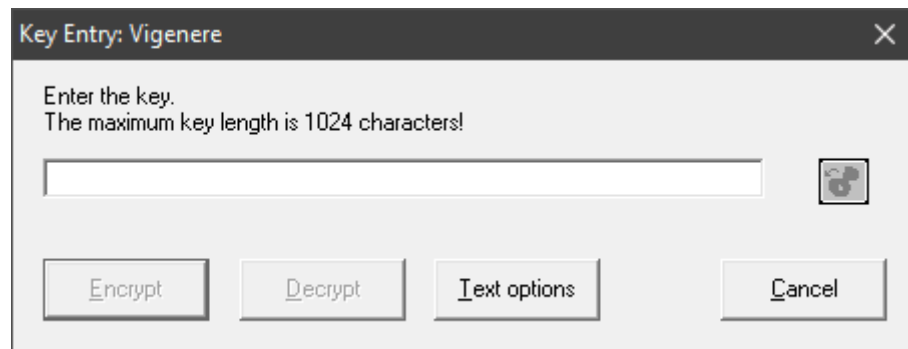 Key Entry: Vigenere
Enter the key.
The maximum key length is 1024 characters!
Encrypt
Decrypt
Text options
Cancel